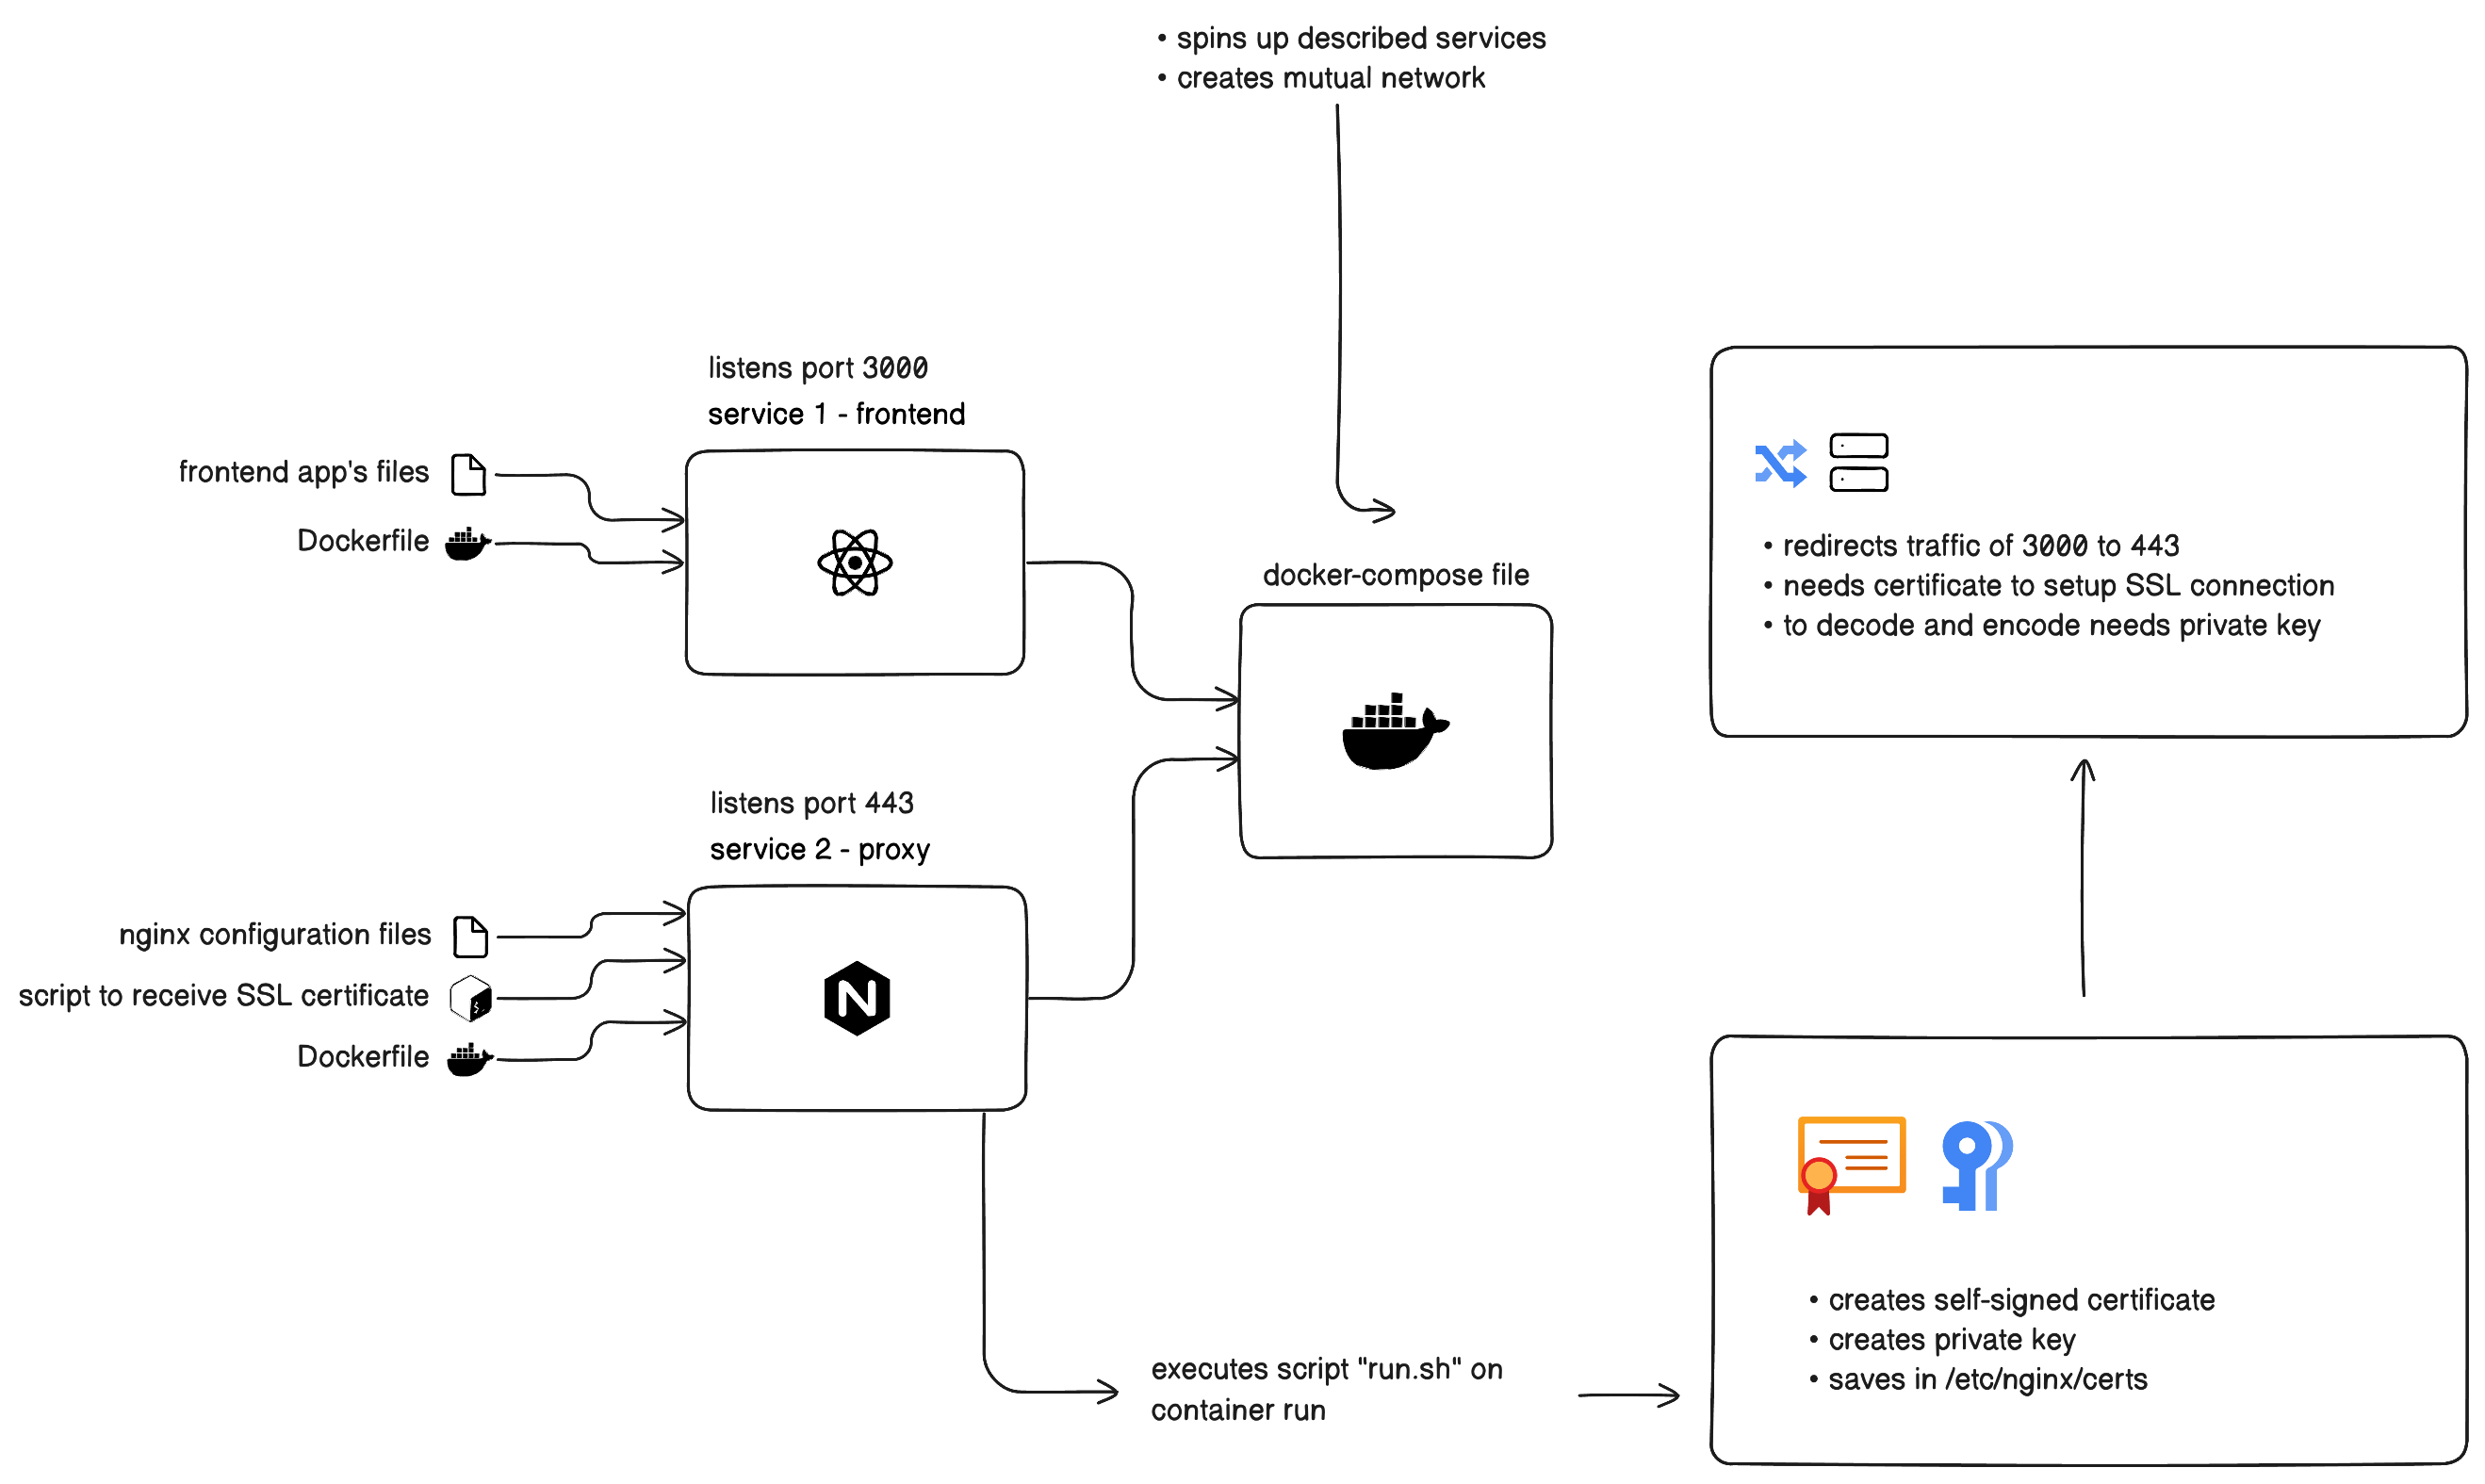 • spins up described services
• creates mutual network
listens port 3000
service 1 - frontend
frontend app's files
Dockerfile
docker-compose file
• redirects traffic of 3000 to 443
• needs certificate to setup SSL connection
• to decode and encode needs private key
listens port 443
service 2 - proxy
nginx configuration files
script to receive SSL certificate
Dockerfile
executes script "run.sh" on
container run
• creates self-signed certificate
• creates private key
• saves in /etc/nginx/certs